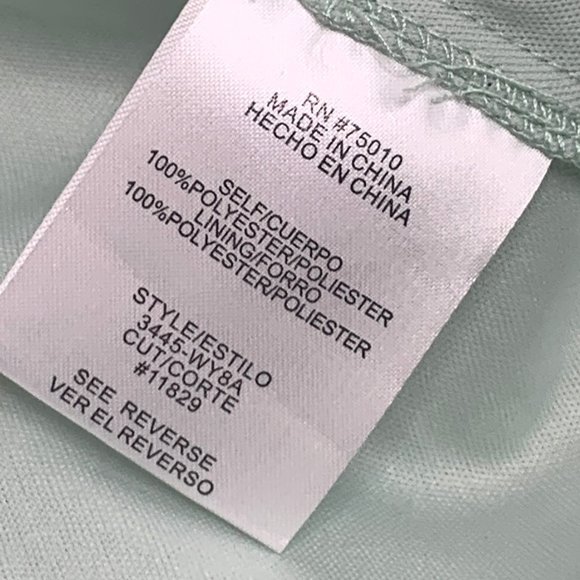 RN #75010
MADE IN CHINA
HECHO EN CHINA
SELF/CUERPO
100%POLYESTER/POLIESTER
LINING/FORRO
100%POLYESTER/POLIESTER
STYLE/ESTILO
3445-WY8A
CUT/CORTE
#11829
SEE REVERSE
VER EL REVERSO